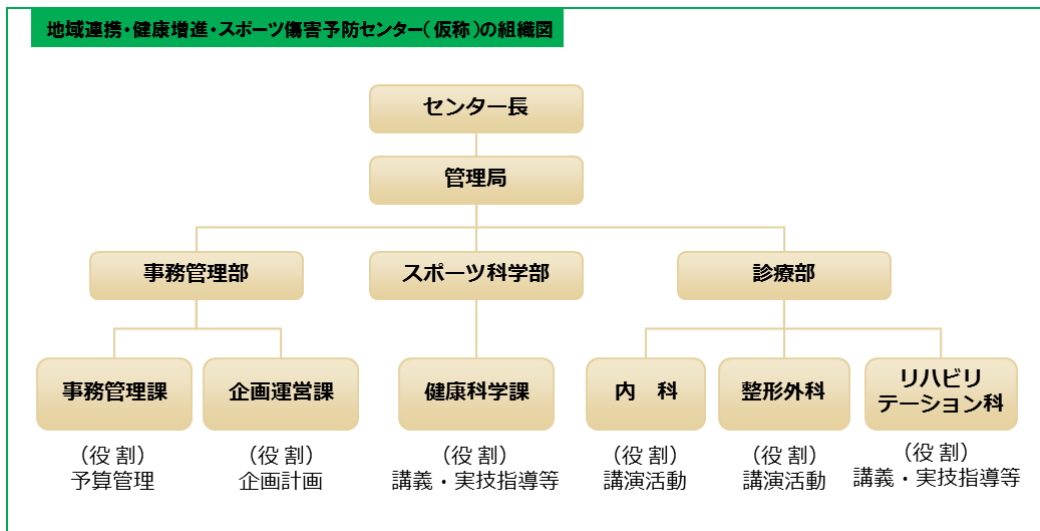 地域連携・健康増進・スポーツ傷害予防センター（仮称）の組織図
センター長
管理局
事務管理部
スポーツ科学部
診療部
事務管理課
企画運営課
健康科学課
内　科
整形外科
リハビリ
テーション科
（役 割）
予算管理
（役 割）
企画計画
（役 割）
講義・実技指導等
（役 割）
講演活動
（役 割）
講演活動
（役 割）
講義・実技指導等